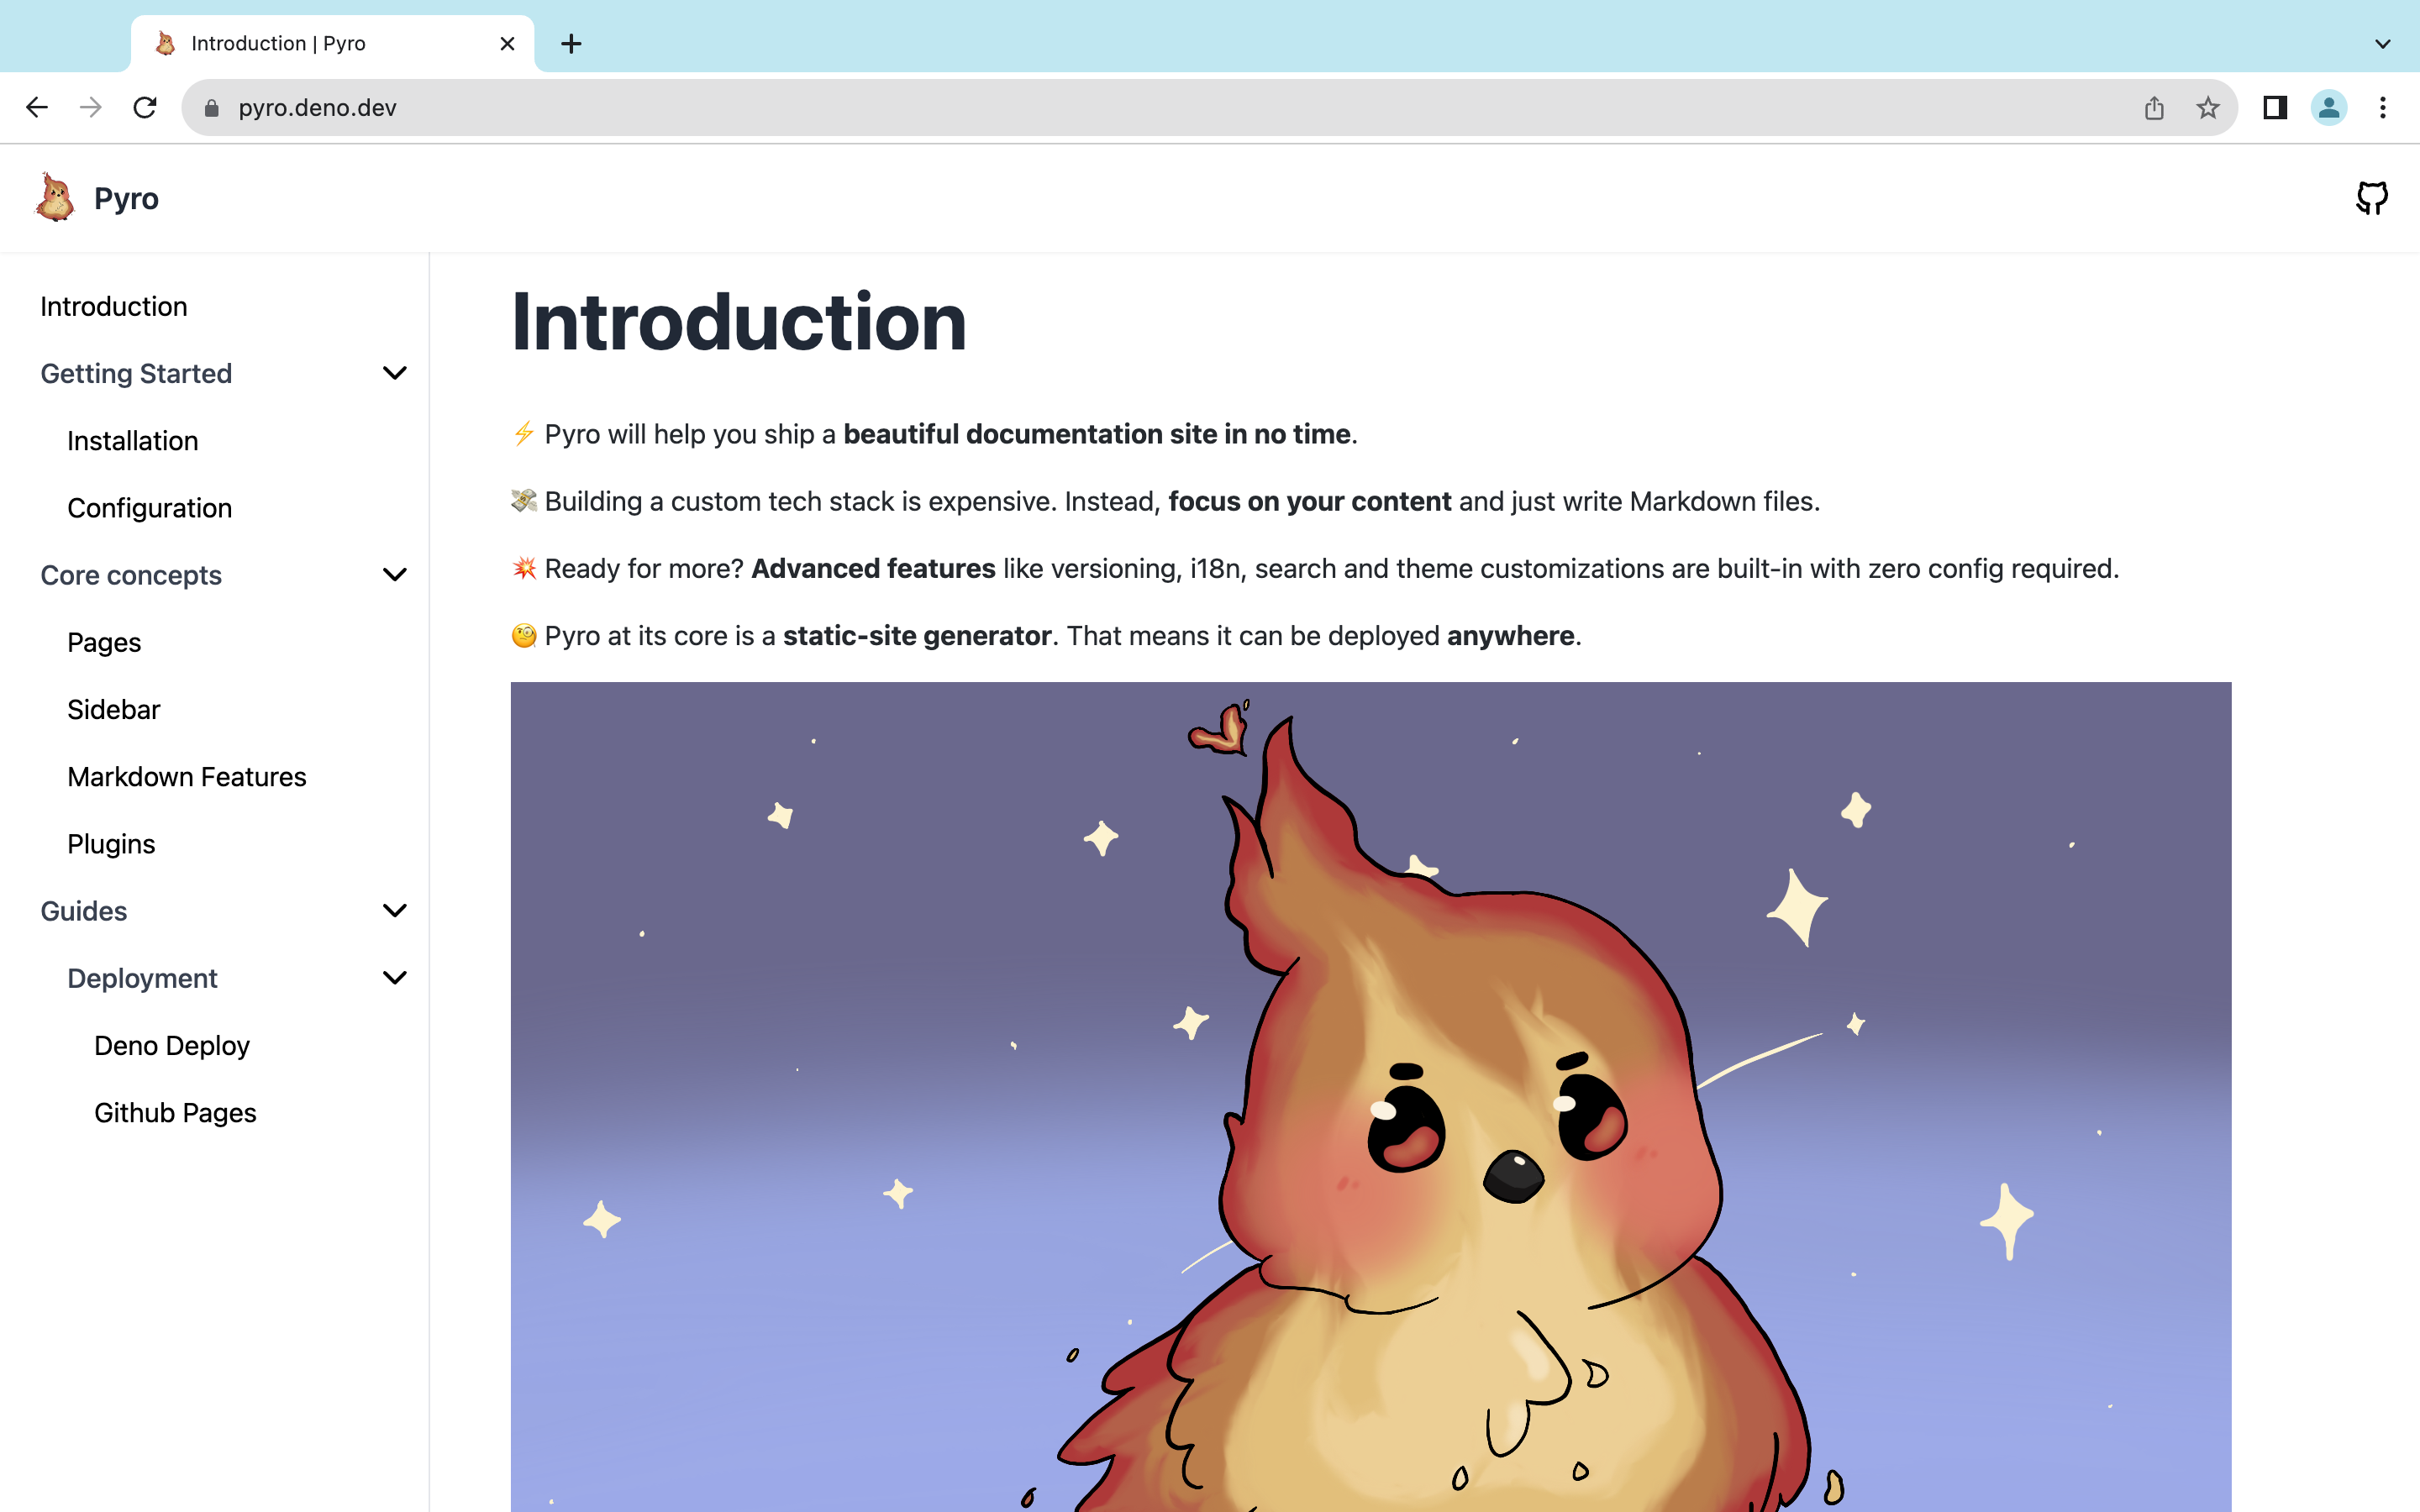 Introduction | Pyro
pyro.deno.dev
Pyro
Introduction
Getting Started
Installation
Configuration
Core concepts
Pages
Sidebar
Markdown Features
Plugins
Guides
Deployment
Deno Deploy
Github Pages
Introduction
⚡ Pyro will help you ship a beautiful documentation site in no time.
💸 Building a custom tech stack is expensive. Instead, focus on your content and just write Markdown files.
💥 Ready for more? Advanced features like versioning, i18n, search and theme customizations are built-in with zero config required.
🧐 Pyro at its core is a static-site generator. That means it can be deployed anywhere.